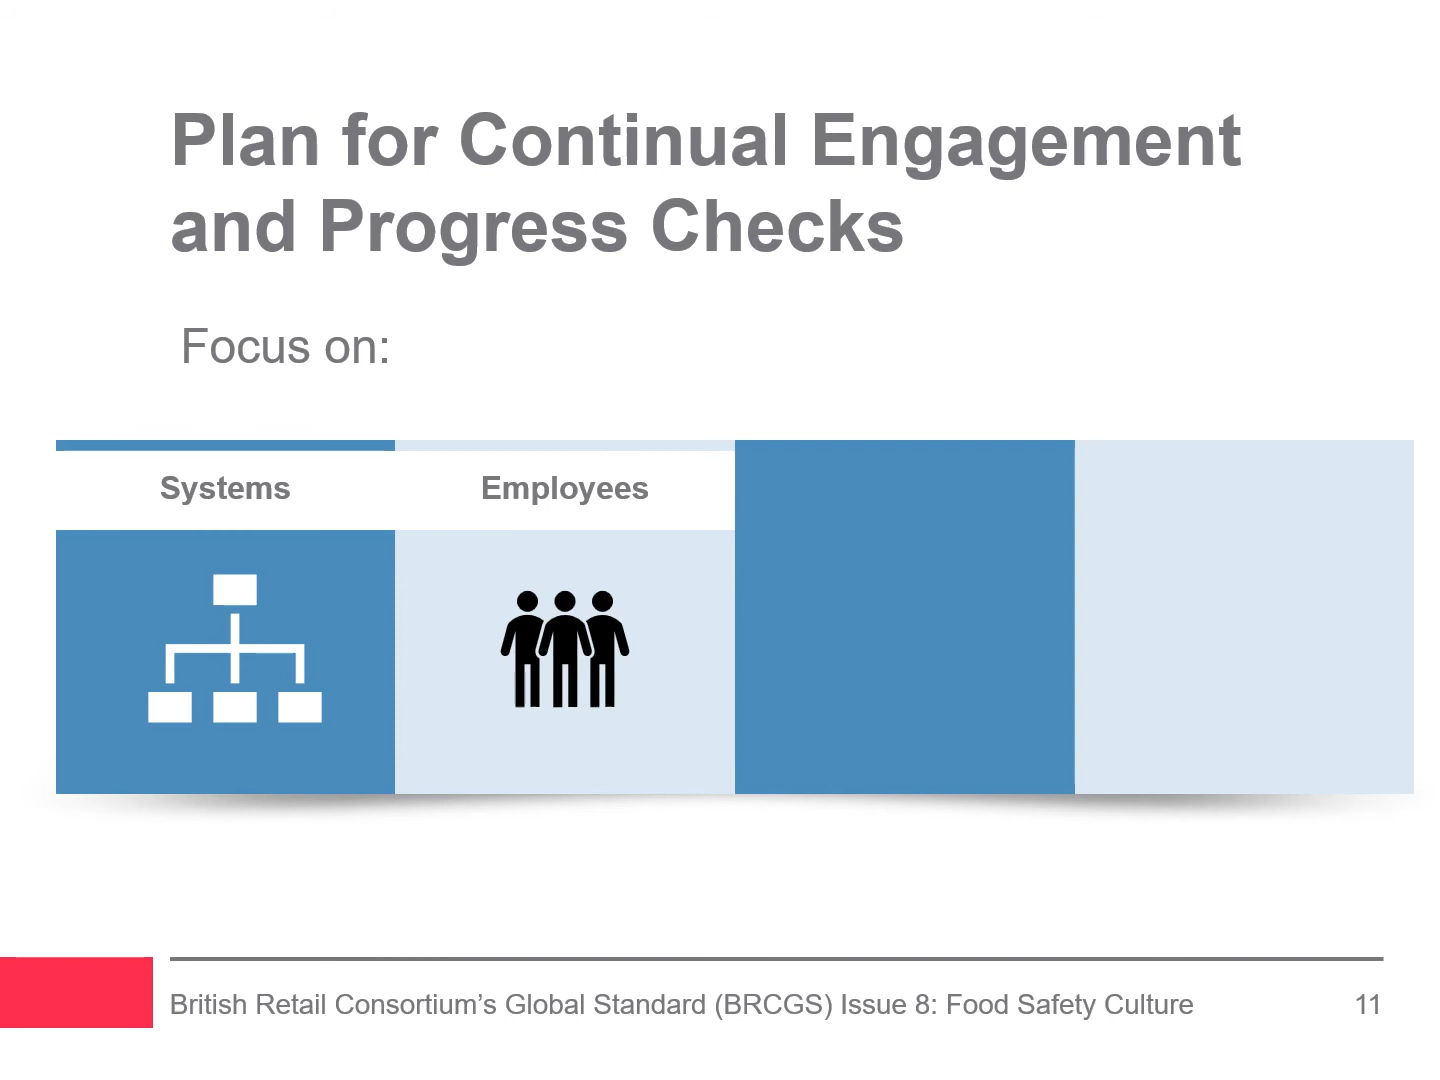 Plan for Continual Engagement
and Progress Checks
Focus on:
Systems
Employees
British Retail Consortium’s Global Standard (BRCGS) Issue 8: Food Safety Culture
11